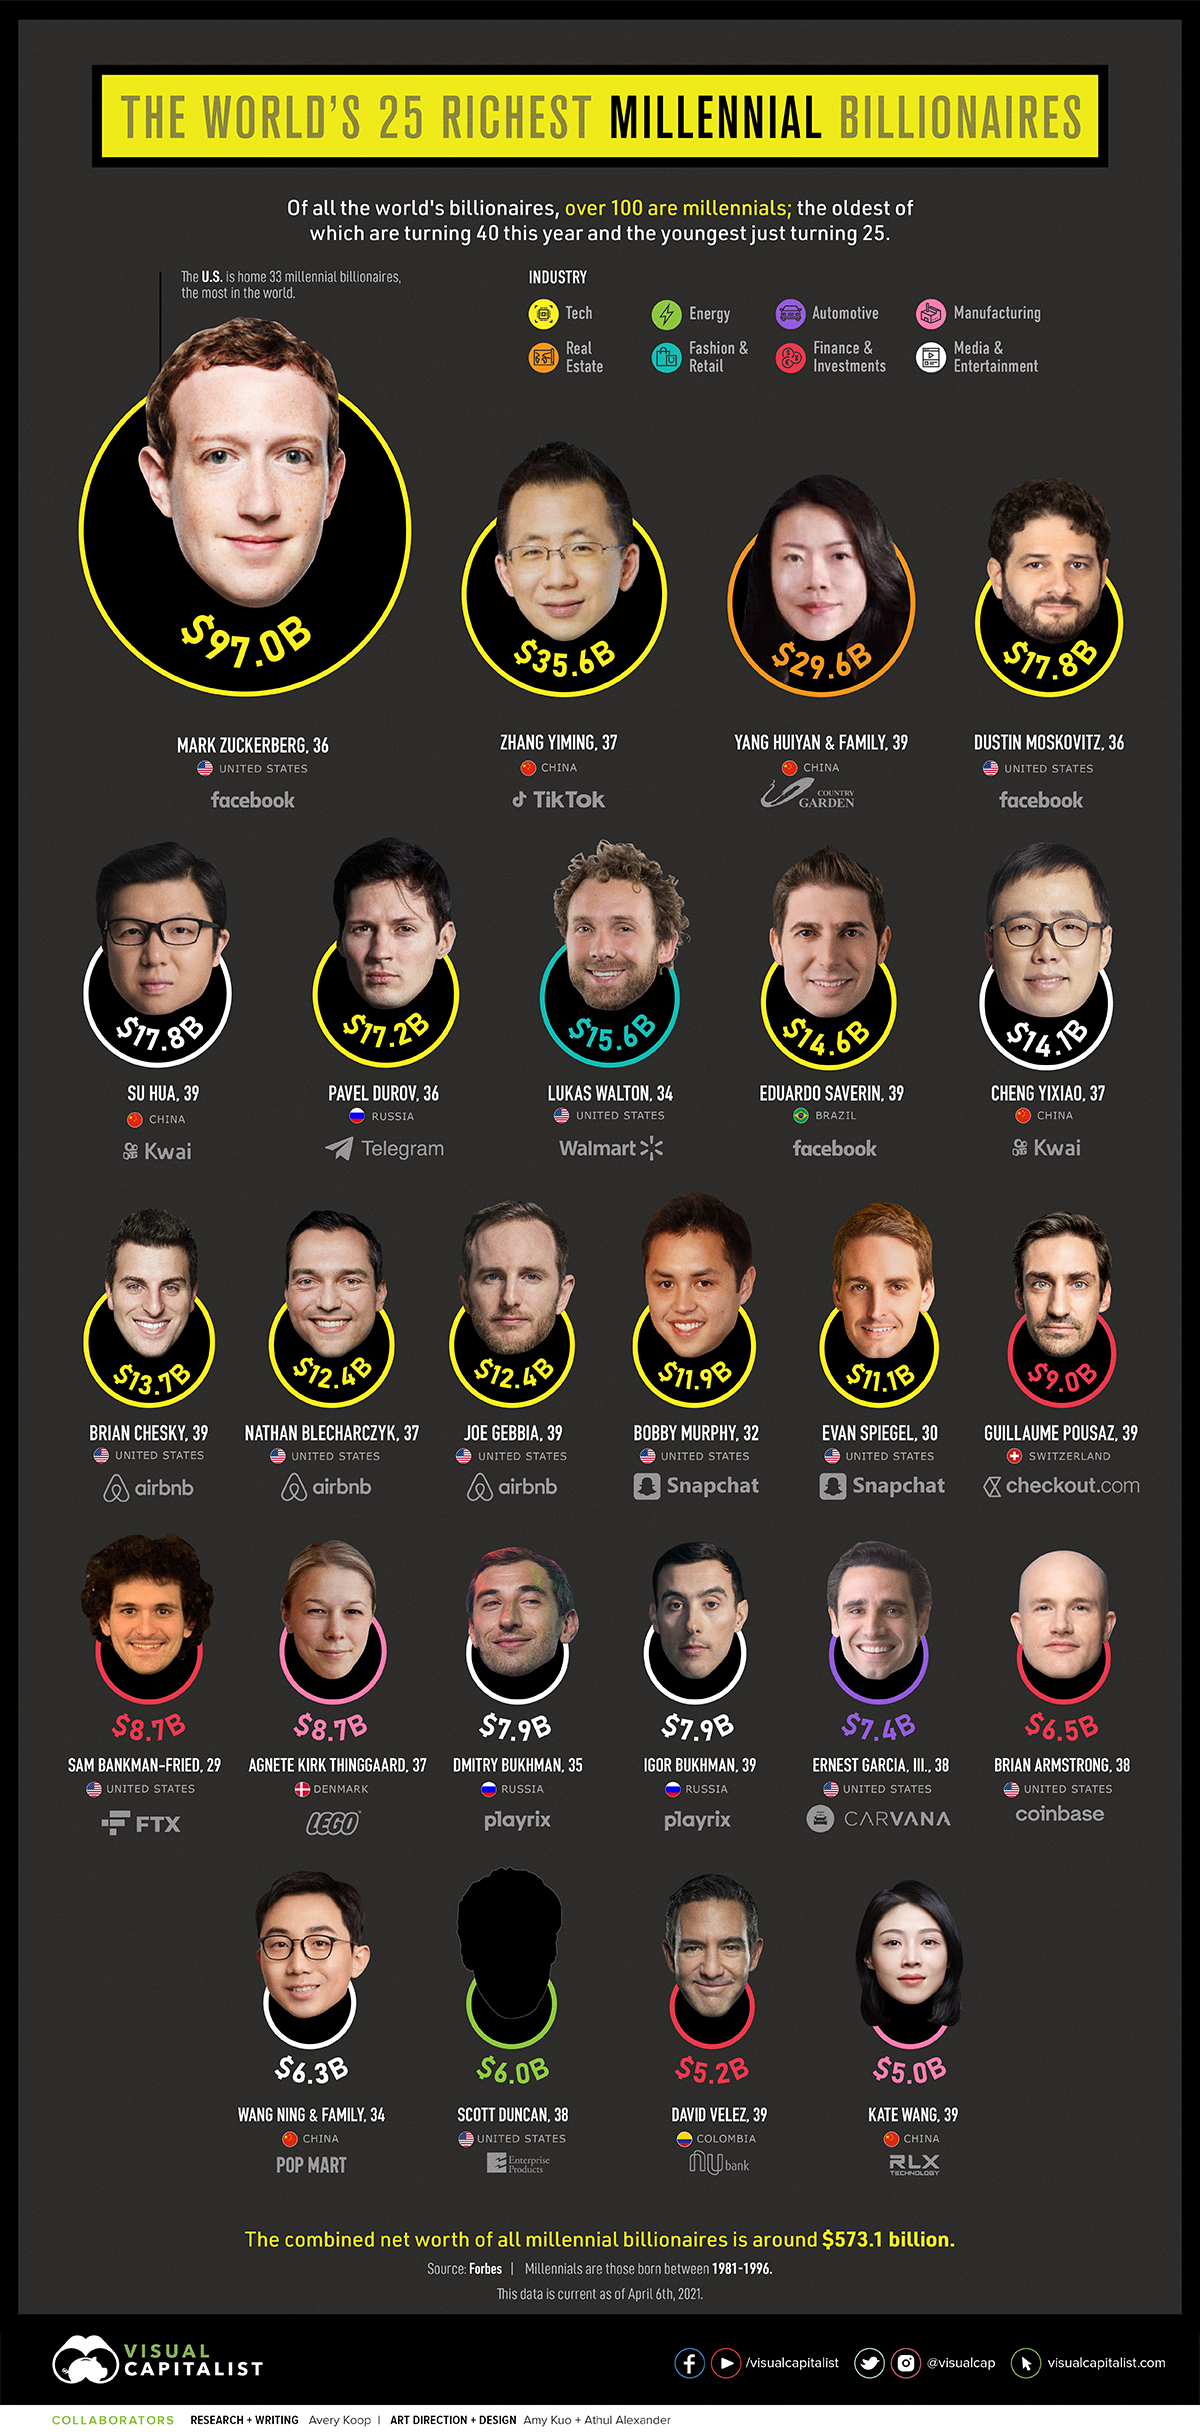 THE WORLD'S 25 RICHEST MILLENNIAL BILLIONAIRES
Of all the world's billionaires, over 100 are millennials; the oldest of
which are turning 40 this year and the youngest just turning 25.
The U.S. is home 33 millennial billionaires,
the most in the world.
INDUSTRY
Tech
Energy
Automotive
Manufacturing
Real
Estate
Fashion &
Retail
Finance &
Investments
Media &
Entertainment
$97.0B
$35.6B
$29.6B
$17.8B
MARK ZUCKERBERG, 36
UNITED STATES
facebook
ZHANG YIMING, 37
CHINA
TikTok
YANG HUIYAN & FAMILY, 39
CHINA
COUNTRY
GARDEN
DUSTIN MOSKOVITZ, 36
UNITED STATES
facebook
$17.8B
$17.2B
$15.6B
$14.6B
$14.1B
SU HUA, 39
CHINA
Kwai
PAVEL DUROV, 36
RUSSIA
Telegram
LUKAS WALTON, 34
UNITED STATES
Walmart
EDUARDO SAVERIN, 39
BRAZIL
facebook
CHENG YIXIAO, 37
CHINA
Kwai
$13.7B
$12.4B
$12.4B
$11.9B
$11.1B
$9.0B
BRIAN CHESKY, 39
UNITED STATES
airbnb
NATHAN BLECHARCZYK, 37
UNITED STATES
airbnb
JOE GEBBIA, 39
UNITED STATES
airbnb
BOBBY MURPHY, 32
UNITED STATES
Snapchat
EVAN SPIEGEL, 30
UNITED STATES
Snapchat
GUILLAUME POUSAZ, 39
SWITZERLAND
checkout.com
$8.7B
$8.7B
$7.9B
$7.9B
$7.4B
$6.5B
SAM BANKMAN-FRIED, 29
UNITED STATES
FTX
AGNETE KIRK THINGGAARD, 37
DENMARK
LEGO
DMITRY BUKHMAN, 35
RUSSIA
playrix
IGOR BUKHMAN, 39
RUSSIA
playrix
ERNEST GARCIA, III., 38
UNITED STATES
CARVANA
BRIAN ARMSTRONG, 38
UNITED STATES
coinbase
$6.3B
$6.0B
$5.2B
$5.0B
WANG NING & FAMILY, 34
CHINA
POP MART
SCOTT DUNCAN, 38
UNITED STATES
Enterprise
Products
DAVID VELEZ, 39
COLOMBIA
nu bank
KATE WANG, 39
CHINA
RLX
TECHNOLOGY
The combined net worth of all millennial billionaires is around $573.1 billion.
Source: Forbes | Millennials are those born between 1981-1996.
This data is current as of April 6th, 2021.
VISUAL
CAPITALIST
/visualcapitalist
@visualcap
visualcapitalist.com
COLLABORATORS RESEARCH + WRITING Avery Koop | ART DIRECTION + DESIGN Amy Kuo + Athul Alexander